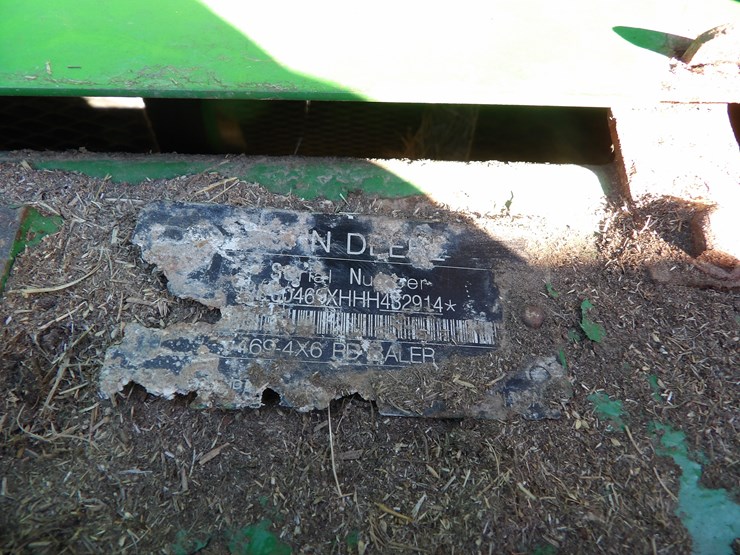 N DEERE
Serial Number
0469XHHH432914*
469-4X6 RD BALER